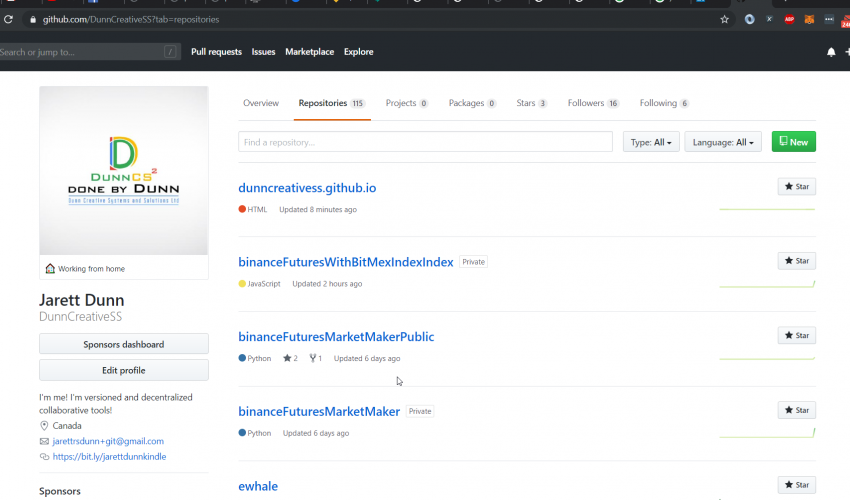 github.com/DunnCreativeSS?tab=repositories
ABP
Search or jump to...
/
Pull requests Issues Marketplace Explore
Overview Repositories 115 Projects 0 Packages 0 Stars 3 Followers 16 Following 6
Find a repository...
Type: All
Language: All
New
DUNNCS2
DONE BY DUNN
Dunn Creative Systems and Solutions Ltd
Working from home
Jarett Dunn
DunnCreativeSS
Sponsors dashboard
Edit profile
I'm me! I'm versioned and decentralized
collaborative tools!
Canada
jarettrsdunn+git@gmail.com
https://bit.ly/jarettdunnkindle
Sponsors
dunncreativess.github.io
Star
HTML Updated 8 minutes ago
binanceFuturesWithBitMexIndexIndex Private
Star
JavaScript Updated 2 hours ago
binanceFuturesMarketMakerPublic
Star
Python 2 1 Updated 6 days ago
binanceFuturesMarketMaker Private
Star
Python Updated 6 days ago
ewhale
Star